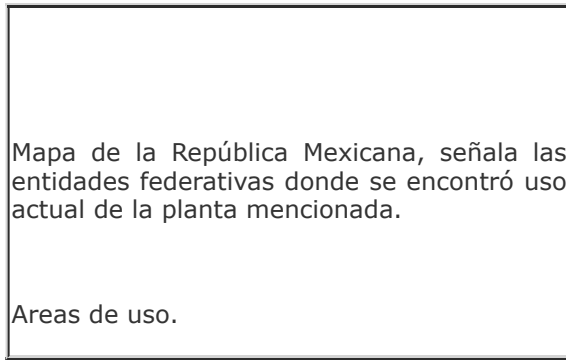 Mapa de la República Mexicana, señala las
entidades federativas donde se encontró uso
actual de la planta mencionada.
Areas de uso.